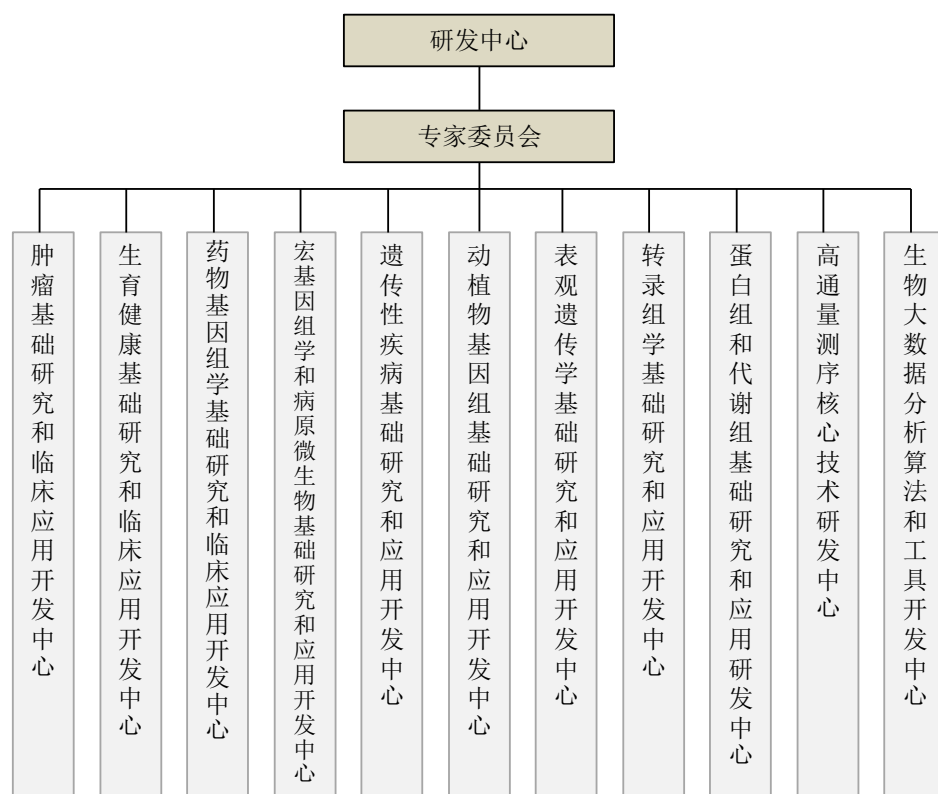 研发中心
专家委员会
肿瘤基础研究和临床应用开发中心
生育健康基础研究和临床应用开发中心
药物基因组学基础研究和临床应用开发中心
宏基因组学和病原微生物基础研究和应用开发中心
遗传性疾病基础研究和应用开发中心
动植物基因组基础研究和应用开发中心
表观遗传学基础研究和应用开发中心
转录组学基础研究和应用开发中心
蛋白组和代谢组基础研究和应用研发中心
高通量测序核心技术研发中心
生物大数据分析算法和工具开发中心